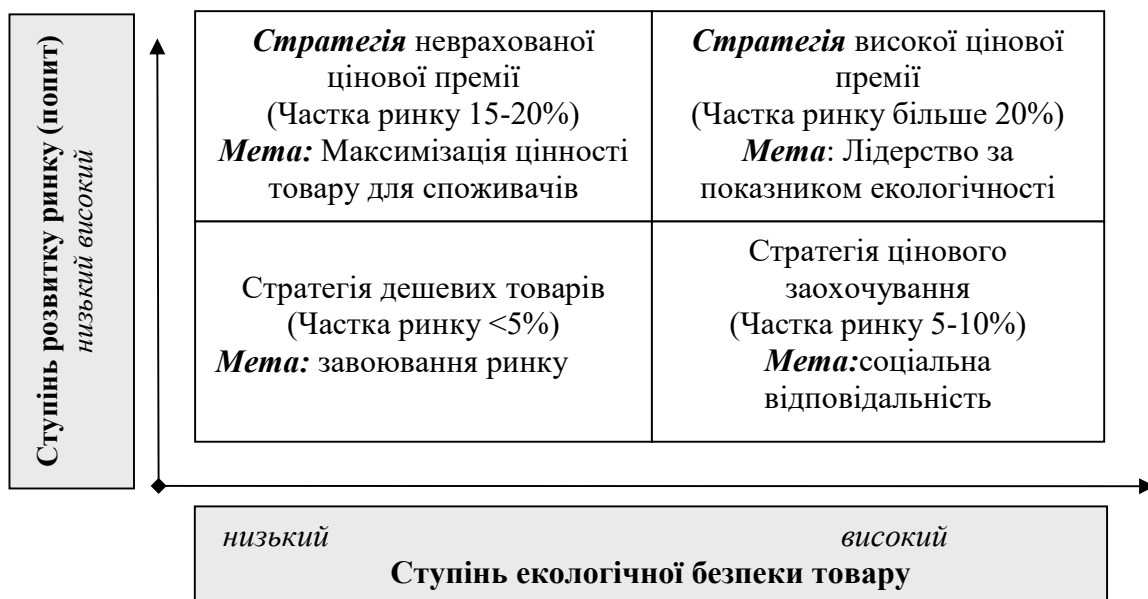 Ступінь розвитку ринку (попит)
низький високий
Стратегія неврахованої
цінової премії
(Частка ринку 15-20%)
Мета: Максимізація цінності
товару для споживачів
Стратегія високої цінової
премії
(Частка ринку більше 20%)
Мета: Лідерство за
показником екологічності
Стратегія дешевих товарів
(Частка ринку <5%)
Мета: завоювання ринку
Стратегія цінового
заохочування
(Частка ринку 5-10%)
Мета:соціальна
відповідальність
низький високий
Ступінь екологічної безпеки товару